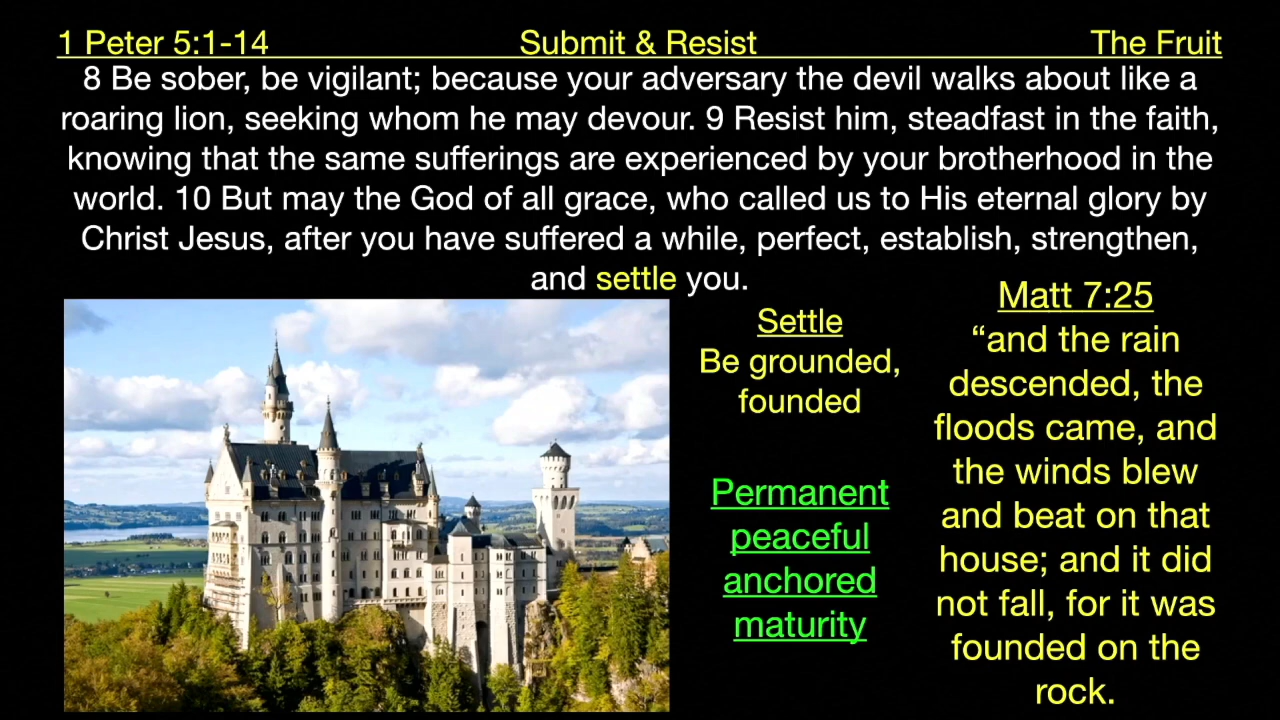 1 Peter 5:1-14 Submit & Resist The Fruit
8 Be sober, be vigilant; because your adversary the devil walks about like a
roaring lion, seeking whom he may devour. 9 Resist him, steadfast in the faith,
knowing that the same sufferings are experienced by your brotherhood in the
world. 10 But may the God of all grace, who called us to His eternal glory by
Christ Jesus, after you have suffered a while, perfect, establish, strengthen,
and settle you.
Settle
Be grounded,
founded
Permanent
peaceful
anchored
maturity
Matt 7:25
“and the rain
descended, the
floods came, and
the winds blew
and beat on that
house; and it did
not fall, for it was
founded on the
rock.